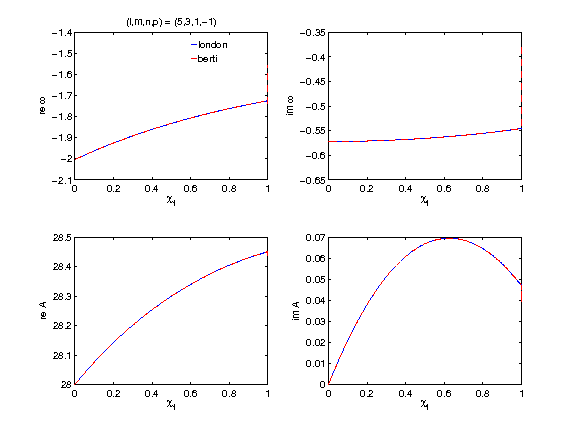 (l,m,n,p) = (5,3,1,−1)
−1.4
−1.5
−1.6
−1.7
−1.8
−1.9
−2
−2.1
re ω
london
berti
0 0.2 0.4 0.6 0.8 1
χf
−0.35
−0.4
−0.45
−0.5
−0.55
−0.6
−0.65
im ω
0 0.2 0.4 0.6 0.8 1
χf
28.5
28.4
28.3
28.2
28.1
28
re A
0 0.2 0.4 0.6 0.8 1
χf
0.07
0.06
0.05
0.04
0.03
0.02
0.01
0
im A
0 0.2 0.4 0.6 0.8 1
χf